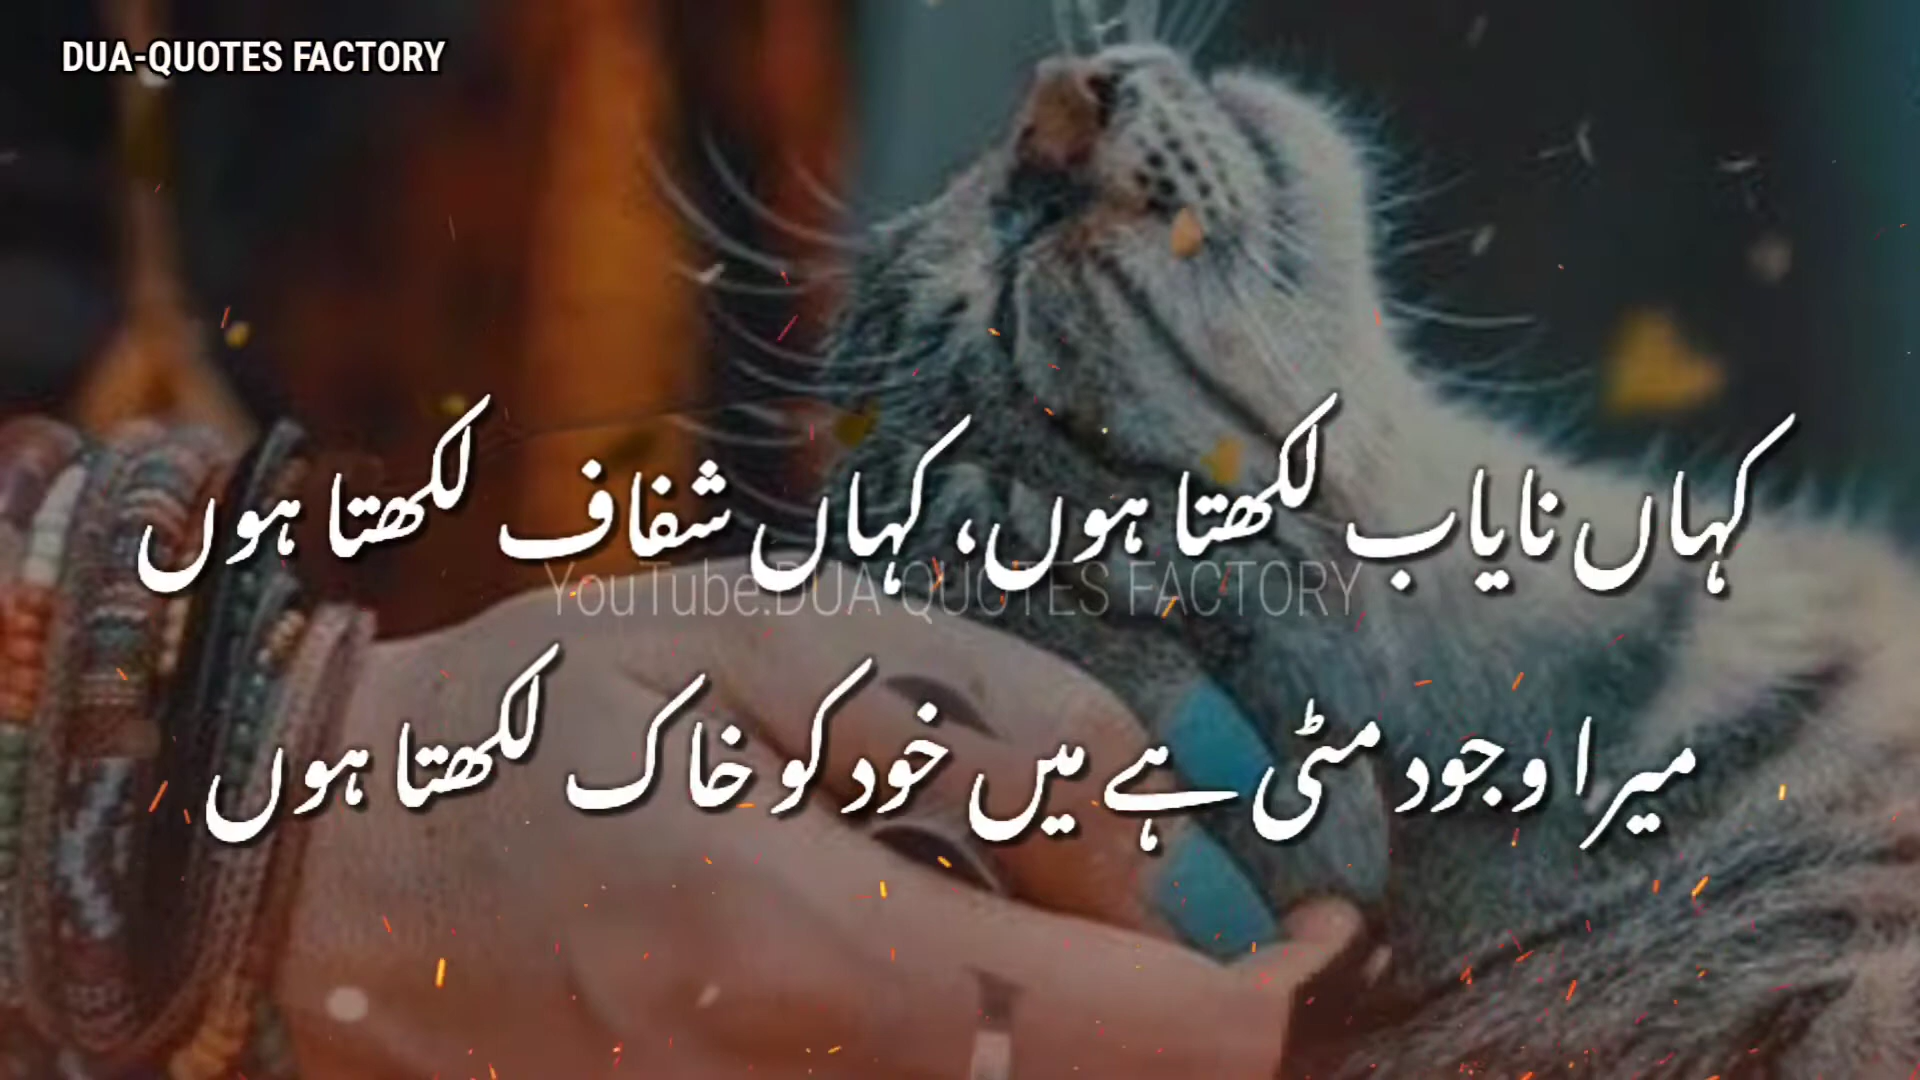 DUA-QUOTES FACTORY
کہاں نایاب لکھتا ہوں، کہاں شفاف لکھتا ہوں
YouTube.DUA QUOTES FACTORY
میرا وجود مٹی ہے میں خود کو خاک لکھتا ہوں